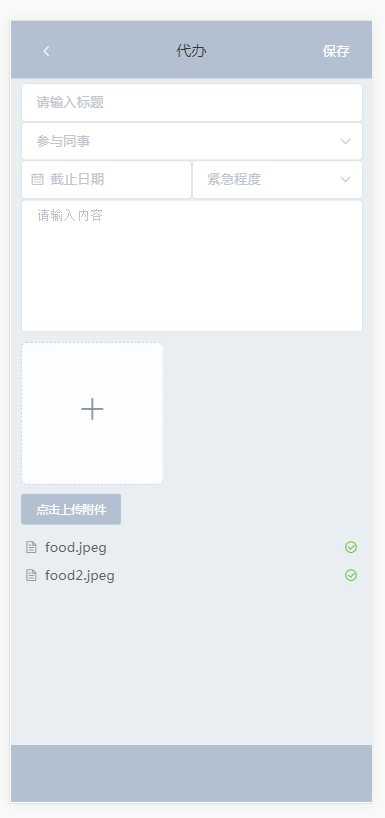 代办
保存
请输入标题
参与同事
截止日期
紧急程度
请输入内容
点击上传附件
food.jpeg
food2.jpeg